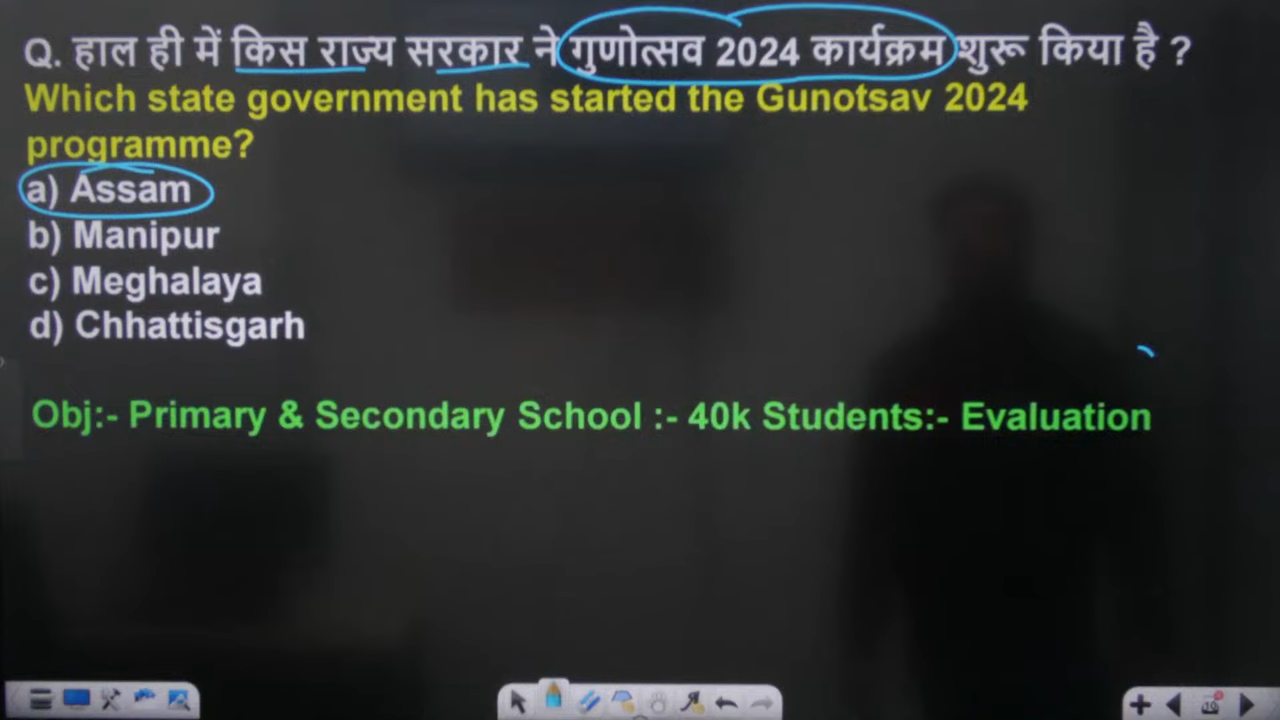 Q. हाल ही में किस राज्य सरकार ने गुणोत्सव 2024 कार्यक्रम शुरू किया है ?
Which state government has started the Gunotsav 2024
programme?
a) Assam
b) Manipur
c) Meghalaya
d) Chhattisgarh
Obj:- Primary & Secondary School :- 40k Students:- Evaluation